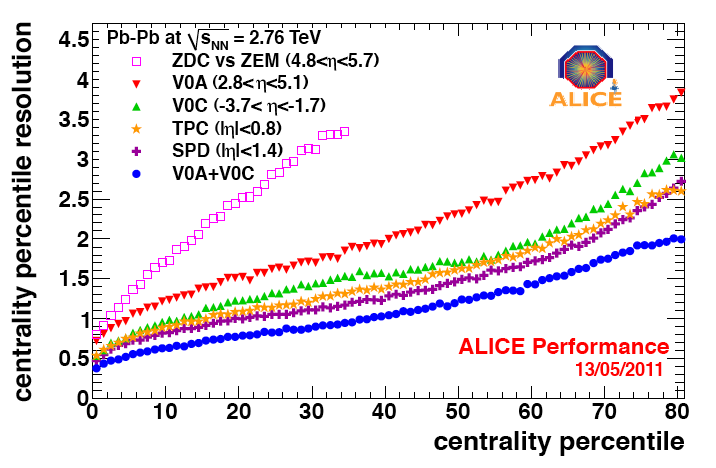 centrality percentile resolution
4.5
4
3.5
3
2.5
2
1.5
1
0.5
0
Pb-Pb at √sNN = 2.76 TeV
ZDC vs ZEM (4.8<η<5.7)
V0A (2.8<η<5.1)
V0C (-3.7< η<-1.7)
TPC (|η|<0.8)
SPD (|η|<1.4)
V0A+V0C
ALICE
ALICE Performance
13/05/2011
0 10 20 30 40 50 60 70 80
centrality percentile